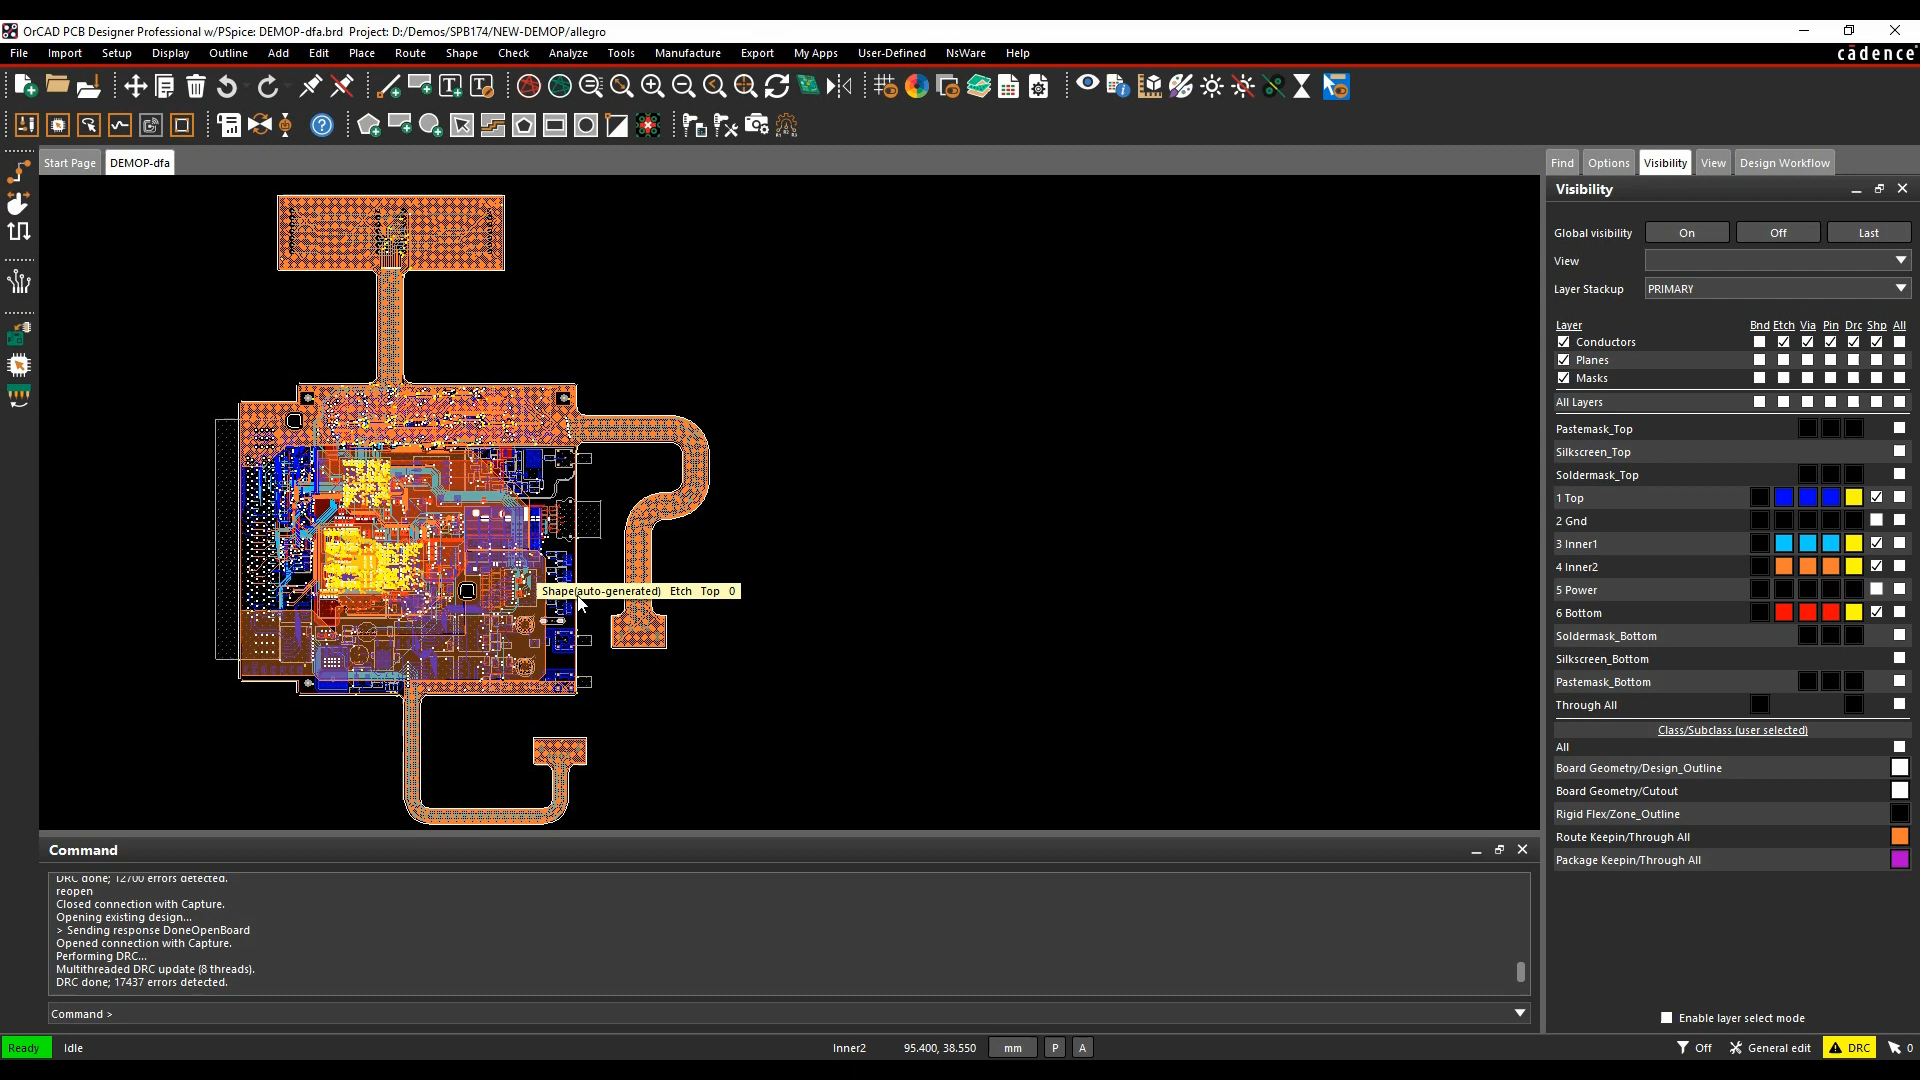 OrCAD PCB Designer Professional w/PSpice: DEMOP-dfa.brd  Project: D:/Demos/SPB174/NEW-DEMOP/allegro
File Import Setup Display Outline Add Edit Place Route Shape Check Analyze Tools Manufacture Export My Apps User-Defined NsWare Help
cādence
Start Page DEMOP-dfa
Find Options Visibility View Design Workflow
Visibility
Global visibility On Off Last
View
Layer Stackup PRIMARY
Layer Bnd Etch Via Pin Drc Shp All
Conductors
Planes
Masks
All Layers
Pastemask_Top
Silkscreen_Top
Soldermask_Top
1 Top
2 Gnd
3 Inner1
4 Inner2
5 Power
6 Bottom
Soldermask_Bottom
Silkscreen_Bottom
Pastemask_Bottom
Through All
Class/Subclass (user selected)
All
Board Geometry/Design_Outline
Board Geometry/Cutout
Rigid Flex/Zone_Outline
Route Keepin/Through All
Package Keepin/Through All
Enable layer select mode
Shape(auto-generated) Etch Top 0
Command
DRC done; 12700 errors detected.
reopen
Closed connection with Capture.
Opening existing design...
> Sending response DoneOpenBoard
Opened connection with Capture.
Performing DRC...
Multithreaded DRC update (8 threads).
DRC done; 17437 errors detected.
Command >
Ready Idle Inner2 95.400, 38.550 mm P A Off General edit DRC 0